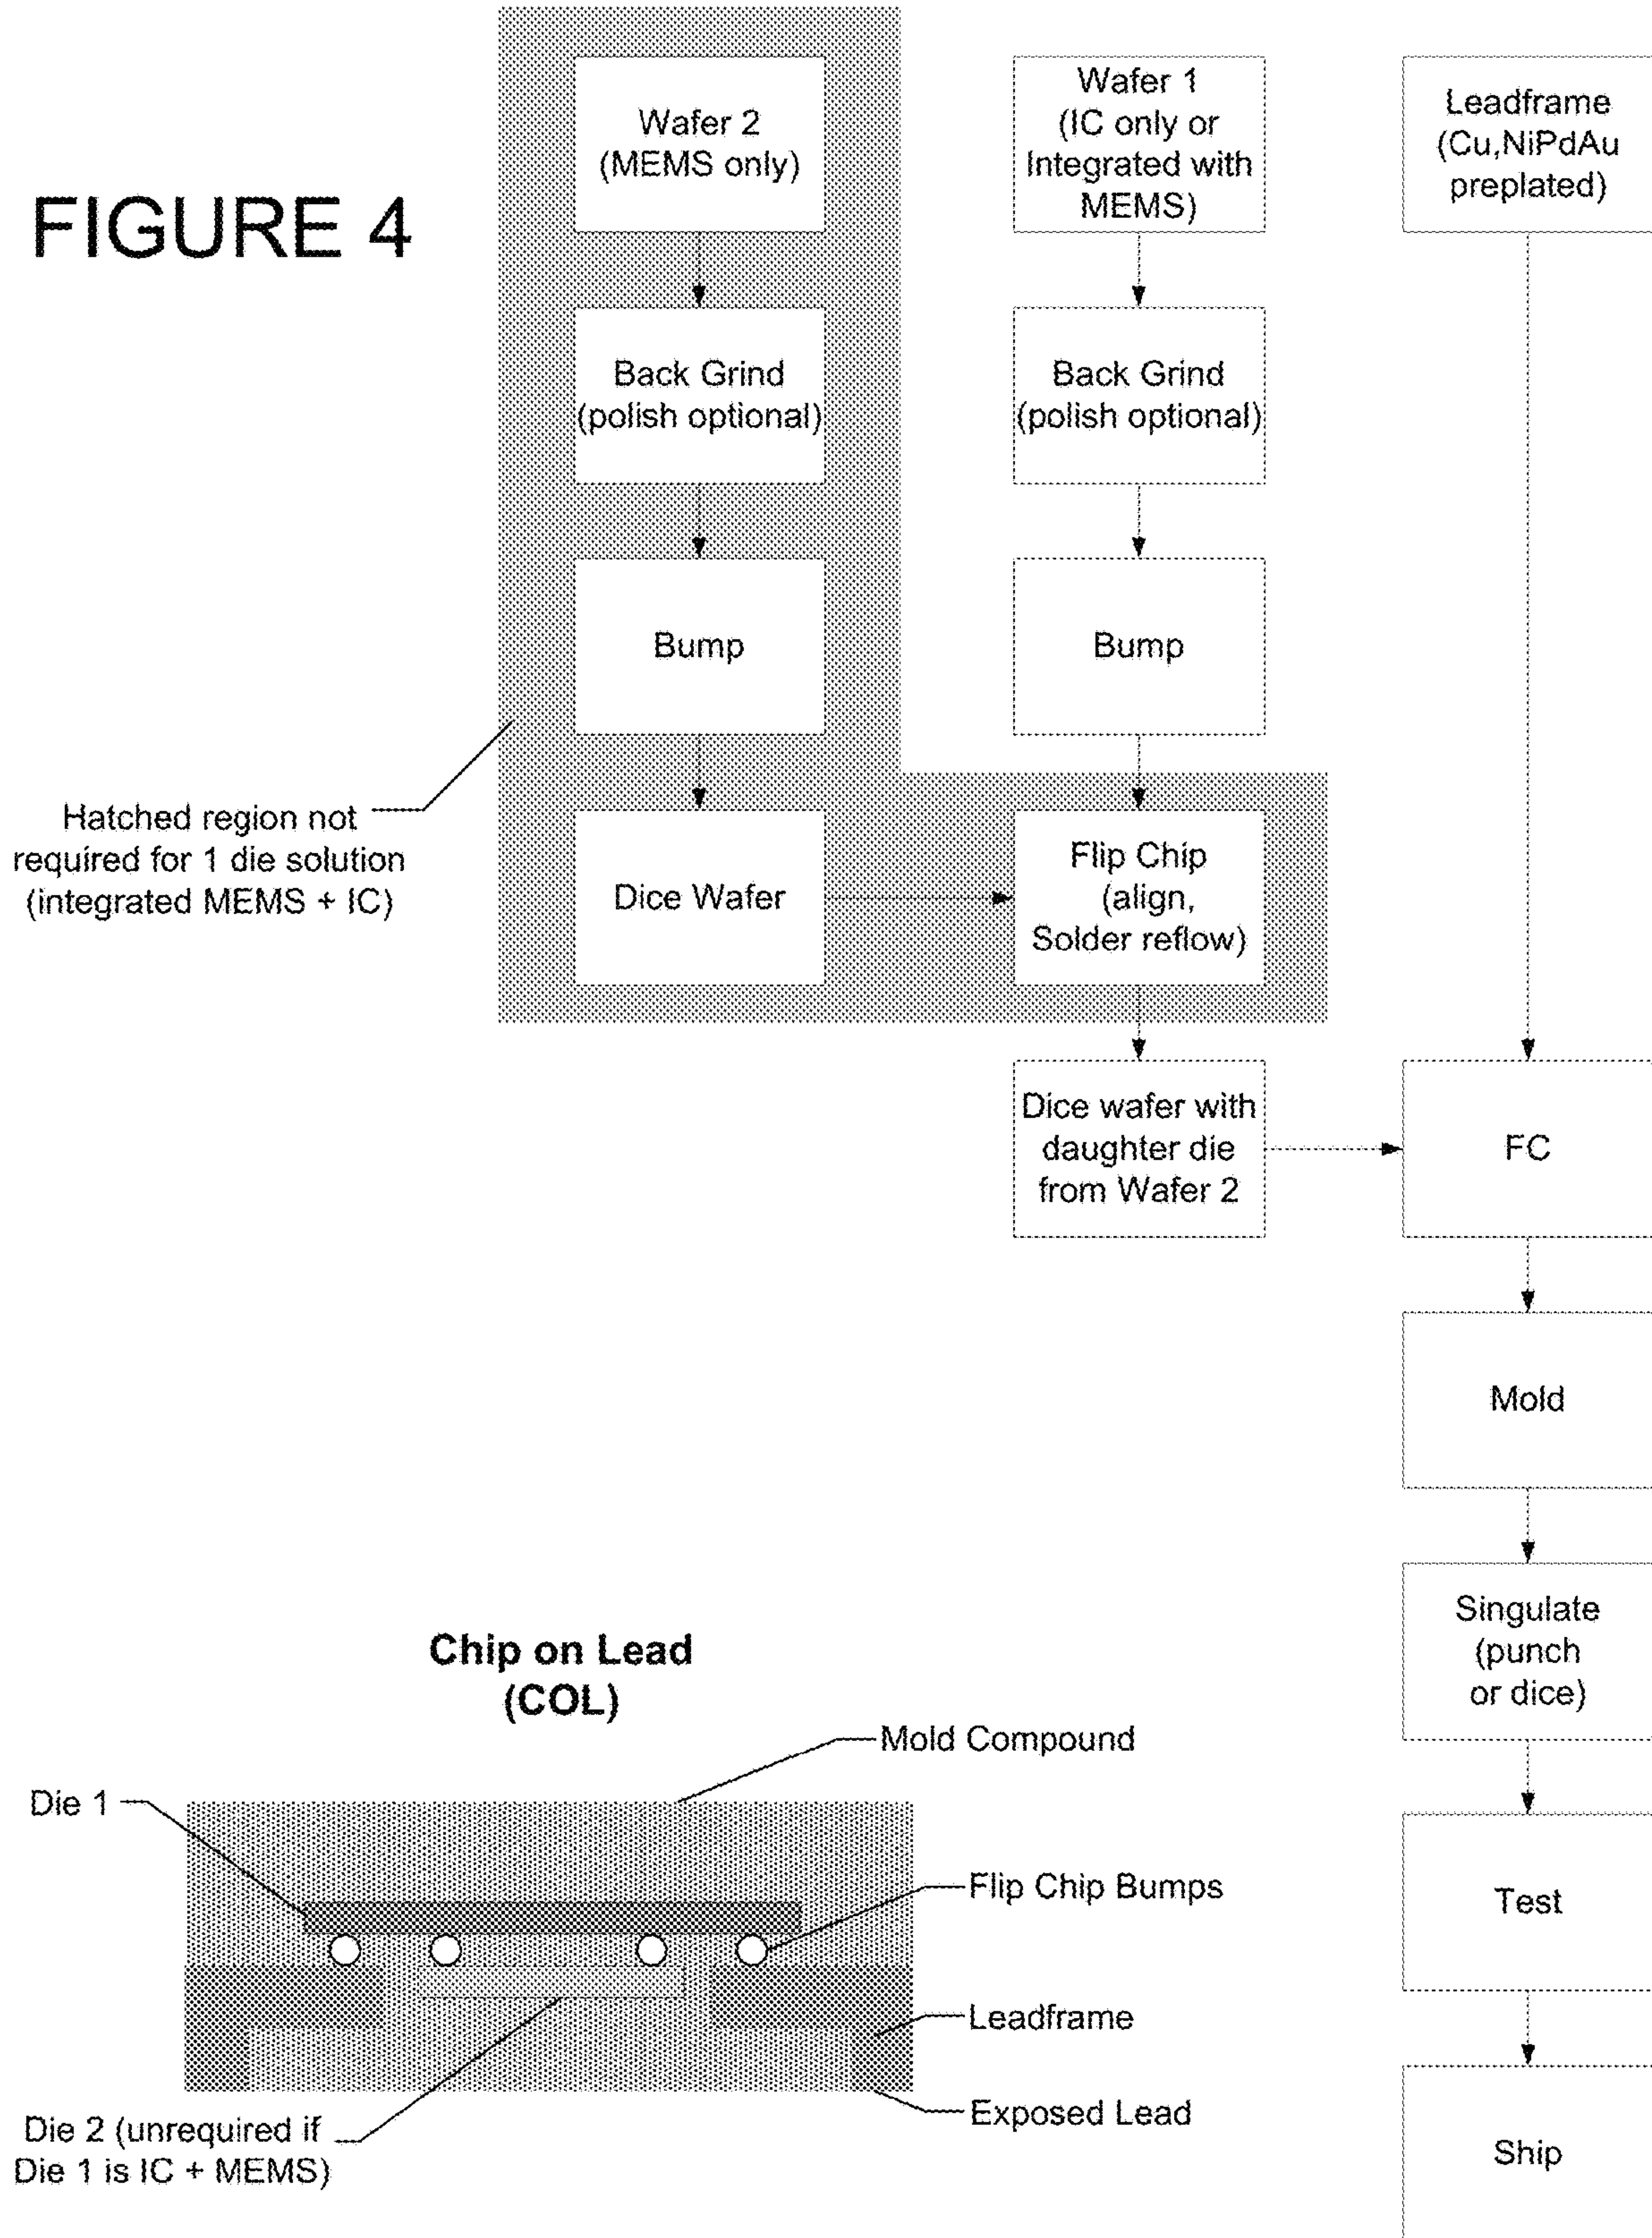 FIGURE 4
Wafer 2
(MEMS only)
Wafer 1
(IC only or
Integrated with
MEMS)
Leadframe
(Cu,NiPdAu
preplated)
Back Grind
(polish optional)
Back Grind
(polish optional)
Bump
Bump
Hatched region not
required for 1 die solution
(integrated MEMS + IC)
Dice Wafer
Flip Chip
(align,
Solder reflow)
Dice wafer with
daughter die
from Wafer 2
FC
Mold
Singulate
(punch
or dice)
Test
Ship
Chip on Lead
(COL)
Mold Compound
Die 1
Flip Chip Bumps
Leadframe
Exposed Lead
Die 2 (unrequired if
Die 1 is IC + MEMS)